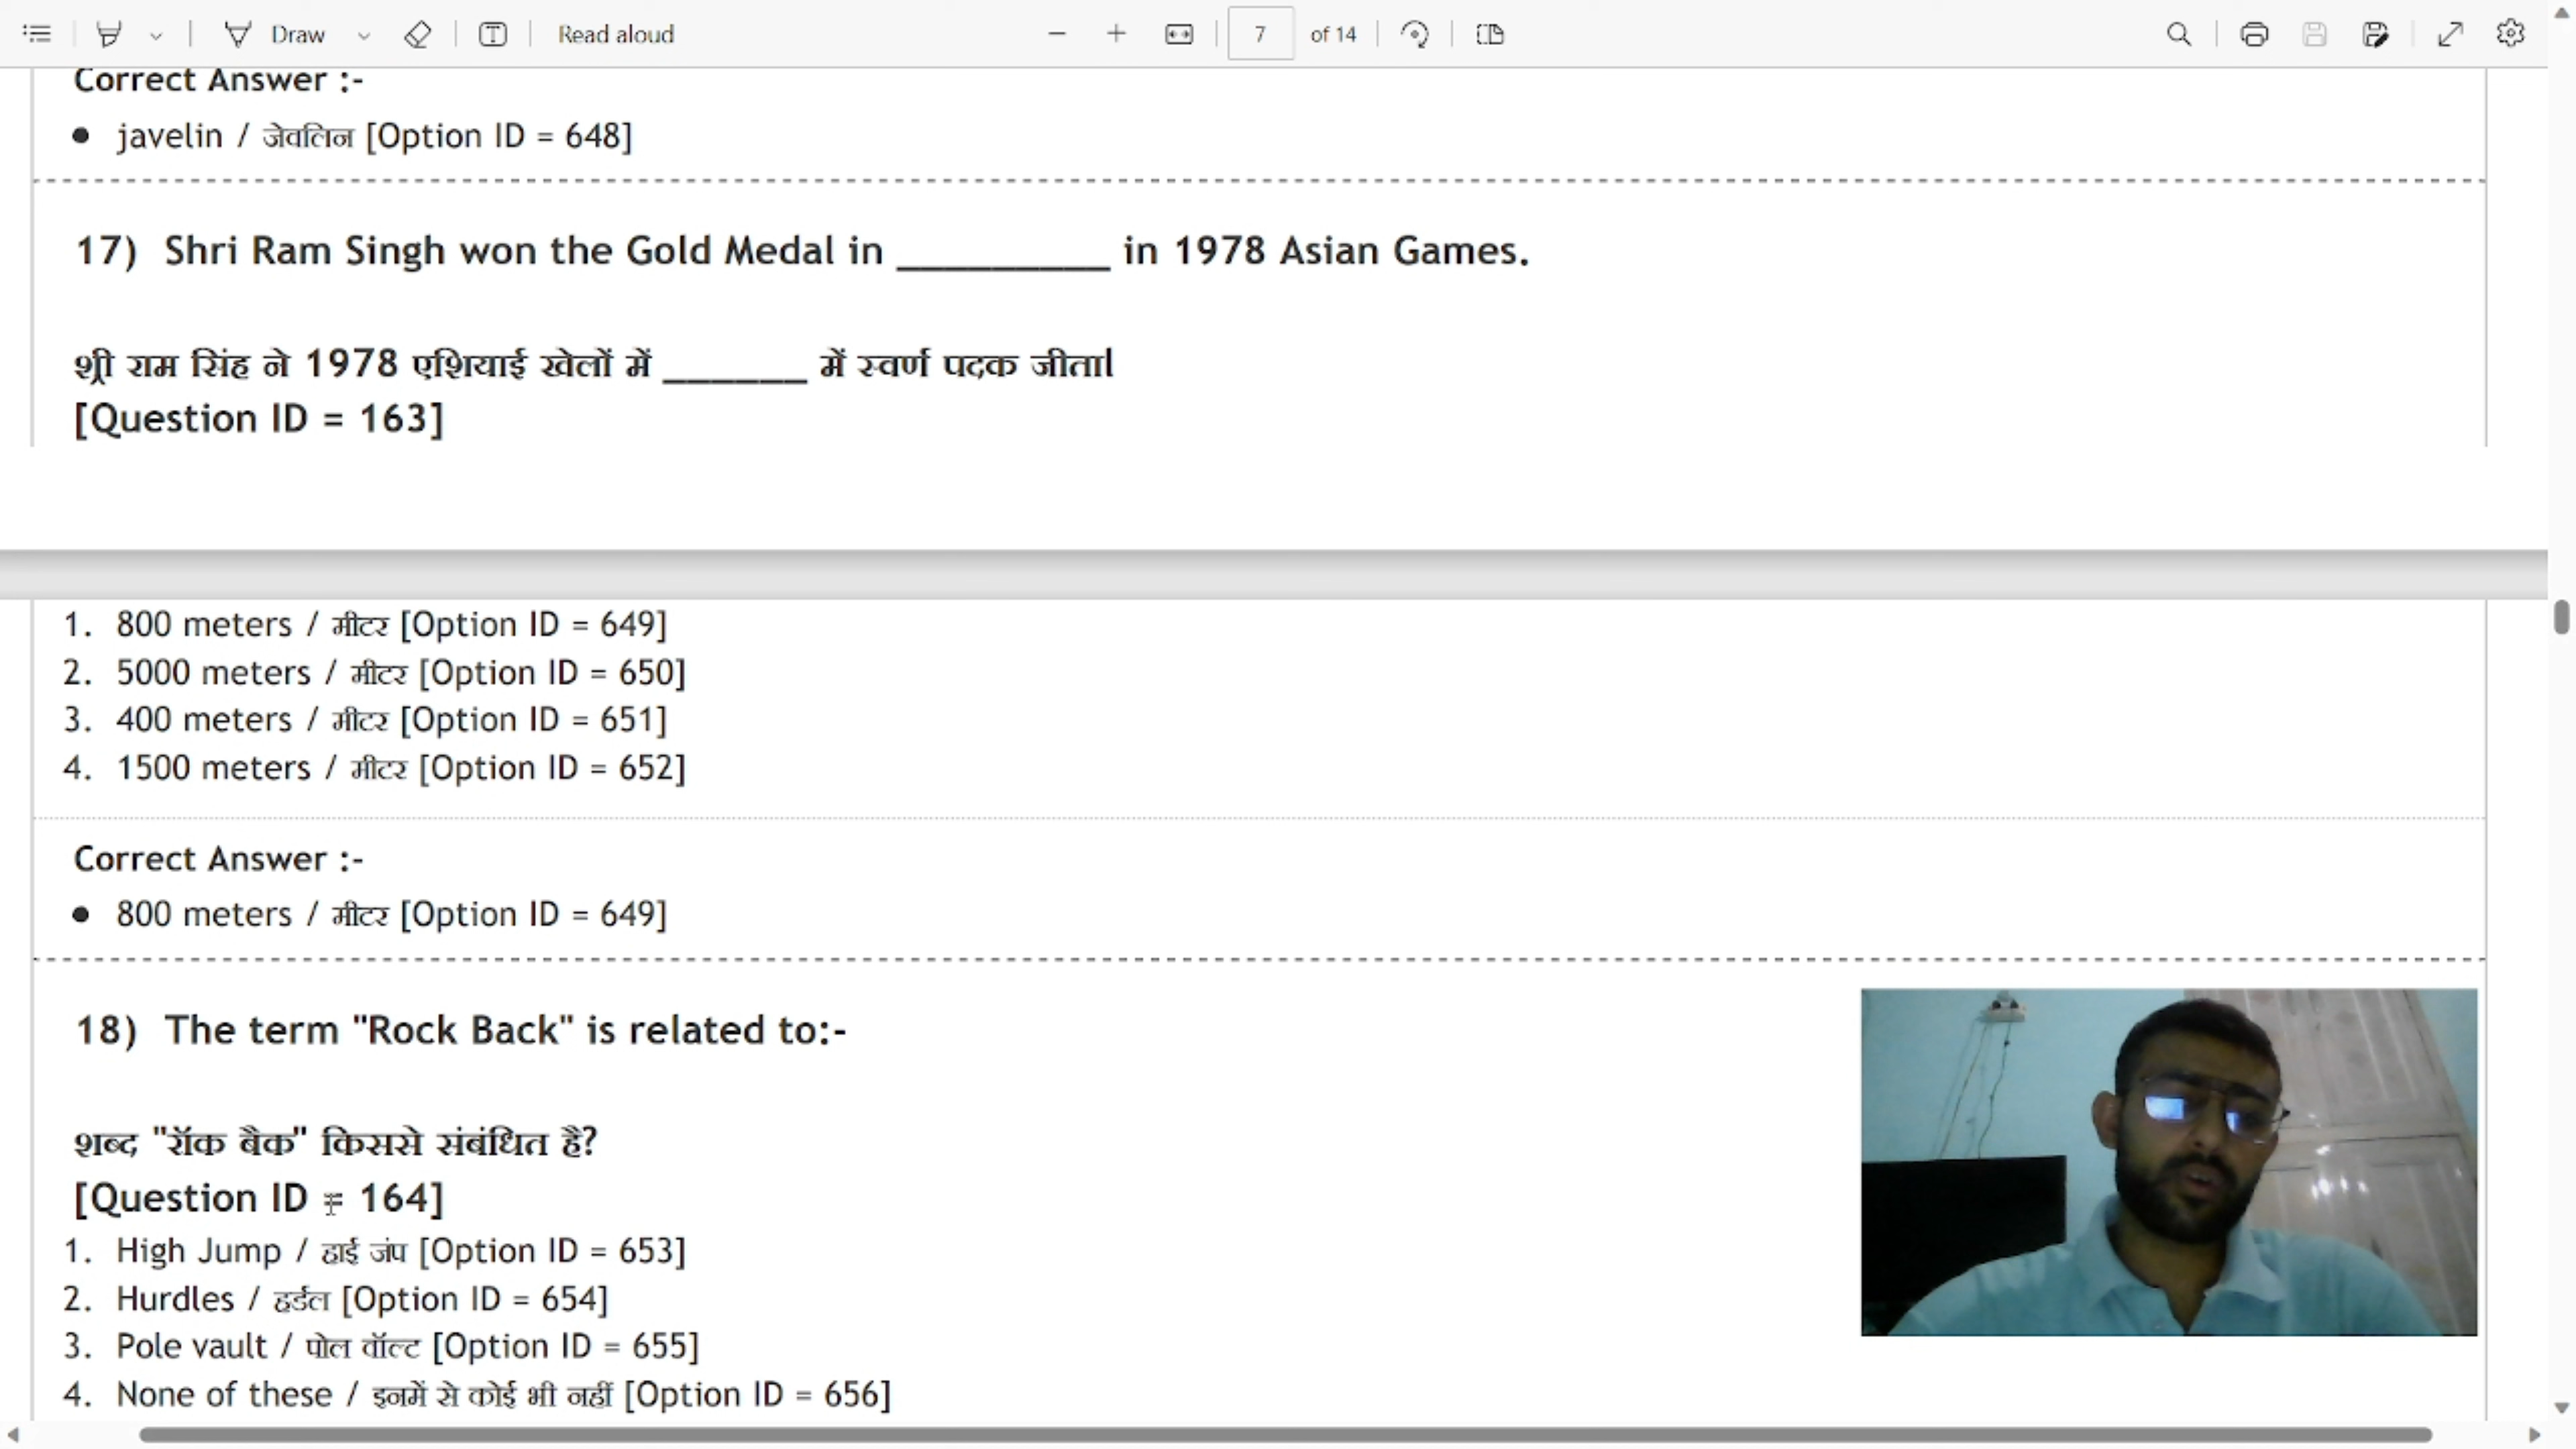 Draw
Read aloud
7 of 14
Correct Answer :-
• javelin / जेवलिन [Option ID = 648]
17) Shri Ram Singh won the Gold Medal in _________ in 1978 Asian Games.
श्री राम सिंह ने 1978 एशियाई खेलों में ______ में स्वर्ण पदक जीता।
[Question ID = 163]
1. 800 meters / मीटर [Option ID = 649]
2. 5000 meters / मीटर [Option ID = 650]
3. 400 meters / मीटर [Option ID = 651]
4. 1500 meters / मीटर [Option ID = 652]
Correct Answer :-
• 800 meters / मीटर [Option ID = 649]
18) The term "Rock Back" is related to:-
शब्द "रॉक बैक" किससे संबंधित है?
[Question ID = 164]
1. High Jump / हाई जंप [Option ID = 653]
2. Hurdles / हर्डल [Option ID = 654]
3. Pole vault / पोल वॉल्ट [Option ID = 655]
4. None of these / इनमें से कोई भी नहीं [Option ID = 656]